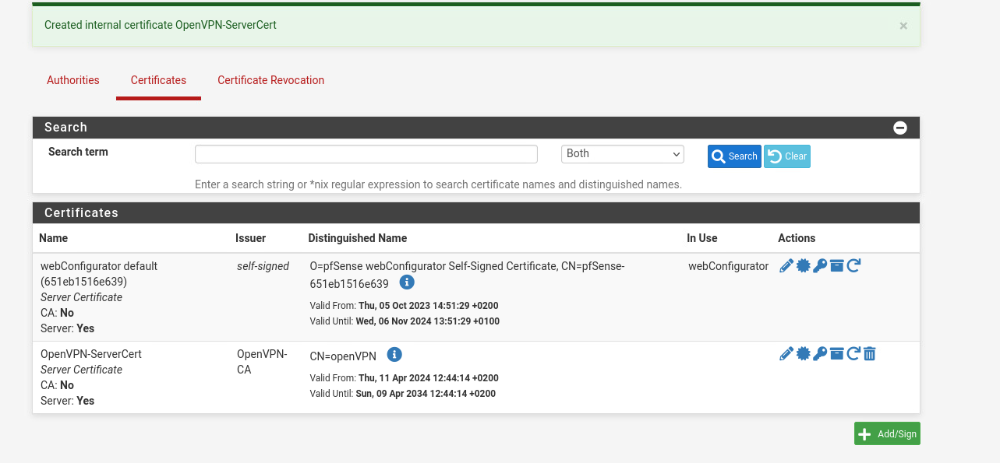 Created internal certificate OpenVPN-ServerCert
×
Authorities Certificates Certificate Revocation
Search
Search term Both Search Clear
Enter a search string or *nix regular expression to search certificate names and distinguished names.
Certificates
Name Issuer Distinguished Name In Use Actions
webConfigurator default self-signed O=pfSense webConfigurator Self-Signed Certificate, CN=pfSense- webConfigurator
(651eb1516e639) 651eb1516e639
Server Certificate Valid From: Thu, 05 Oct 2023 14:51:29 +0200
CA: No Valid Until: Wed, 06 Nov 2024 13:51:29 +0100
Server: Yes
OpenVPN-ServerCert OpenVPN- CN=openVPN
Server Certificate CA Valid From: Thu, 11 Apr 2024 12:44:14 +0200
CA: No Valid Until: Sun, 09 Apr 2034 12:44:14 +0200
Server: Yes
Add/Sign